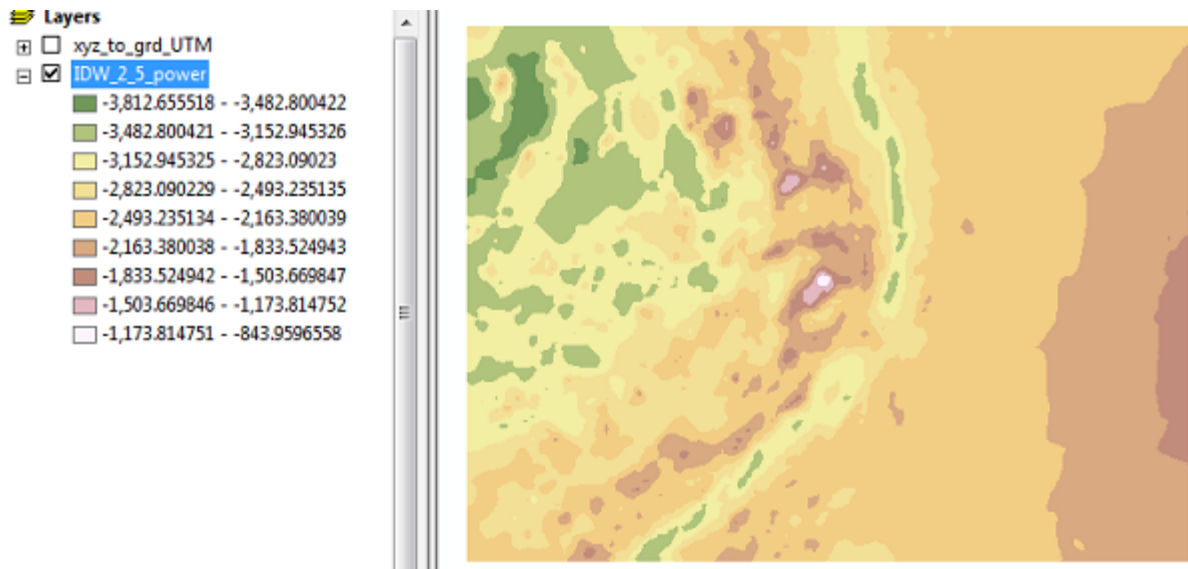 Layers
xyz_to_grd_UTM
IDW_2_5_power
-3,812.655518 - -3,482.800422
-3,482.800421 - -3,152.945326
-3,152.945325 - -2,823.09023
-2,823.090229 - -2,493.235135
-2,493.235134 - -2,163.380039
-2,163.380038 - -1,833.524943
-1,833.524942 - -1,503.669847
-1,503.669846 - -1,173.814752
-1,173.814751 - -843.9596558